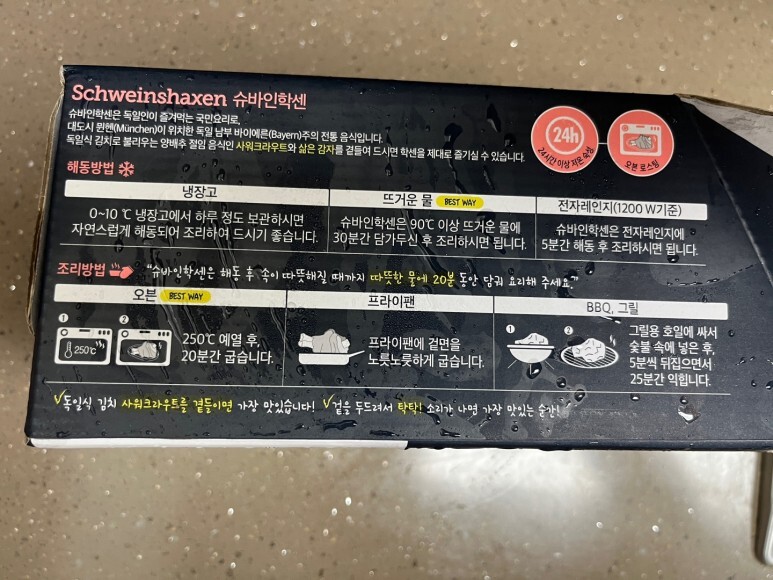 Schweinshaxen 슈바인학센
슈바인학센은 독일인이 즐겨먹는 국민요리로,
대도시 뮌헨(München)이 위치한 독일 남부 바이에른(Bayern)주의 전통 음식입니다.
독일식 김치로 불리우는 양배추 절임 음식인 사워크라우트와 삶은 감자를 곁들여 드시면 학센을 제대로 즐기실 수 있습니다.
24h
24시간 이상 저온 숙성
오븐 로스팅
해동방법
냉장고
0~10 ℃ 냉장고에서 하루 정도 보관하시면
자연스럽게 해동되어 조리하여 드시기 좋습니다.
뜨거운 물 BEST WAY
슈바인학센은 90℃ 이상 뜨거운 물에
30분간 담가두신 후 조리하시면 됩니다.
전자레인지(1200 W기준)
슈바인학센은 전자레인지에
5분간 해동 후 조리하시면 됩니다.
조리방법 "슈바인학센은 해동 후 속이 따뜻해질 때까지 따뜻한 물에 20분 동안 담궈 요리해 주세요."
오븐 BEST WAY
1 2
250℃
250℃ 예열 후,
20분간 굽습니다.
프라이팬
프라이팬에 겉면을
노릇노릇하게 굽습니다.
BBQ, 그릴
1 2
그릴용 호일에 싸서
숯불 속에 넣은 후,
5분씩 뒤집으면서
25분간 익힙니다.
√독일식 김치 사워크라우트를 곁들이면 가장 맛있습니다! √겉을 두드려서 탁탁! 소리가 나면 가장 맛있는 순간!